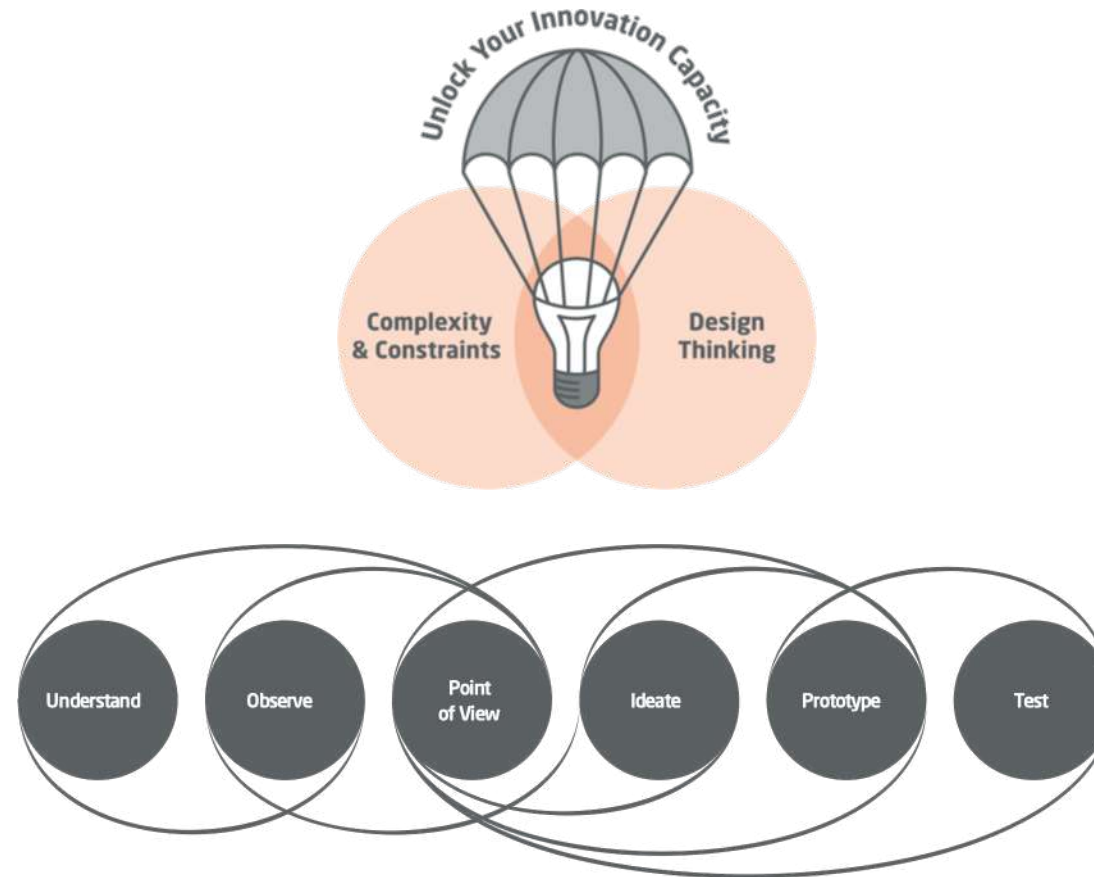 Unlock Your Innovation Capacity
Complexity
& Constraints
Design
Thinking
Understand
Observe
Point
of View
Ideate
Prototype
Test